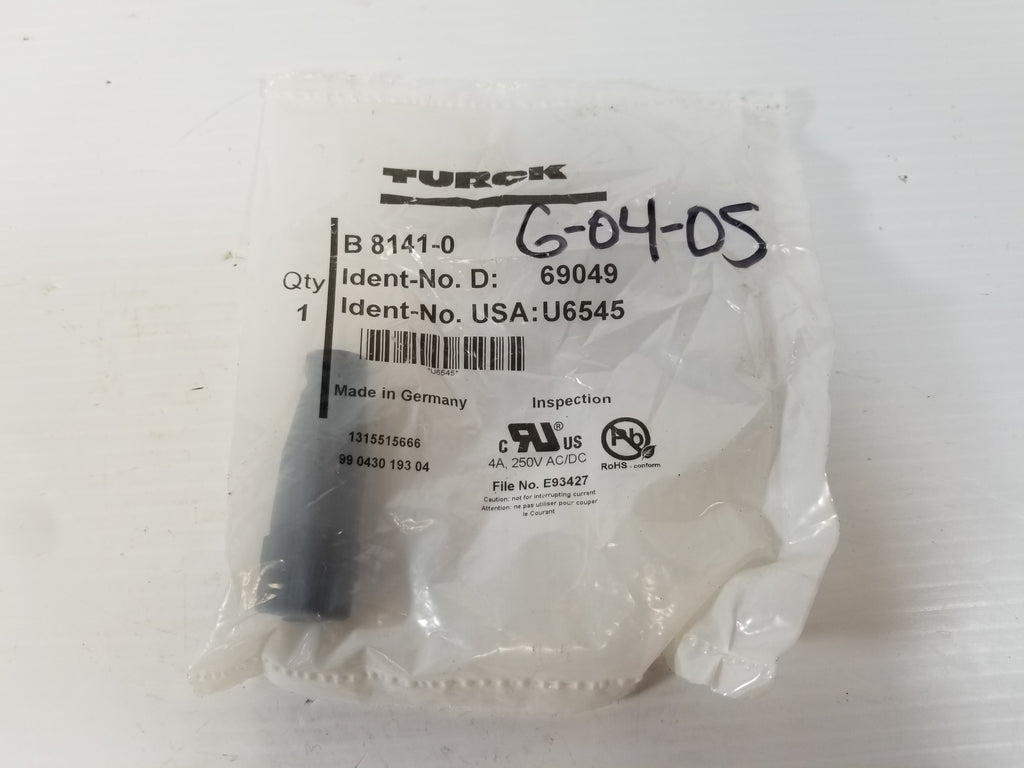 TURCK
G-04-05
B 8141-0
Qty
Ident-No. D: 69049
1
Ident-No. USA: U6545
*U6545*
Made in Germany
Inspection
1315515666
99 0430 193 04
c RU ® US
Pb
4A, 250V AC/DC
RoHS - conform
File No. E93427
Caution: not for interrupting current
Attention: ne pas utiliser pour couper
le Courant